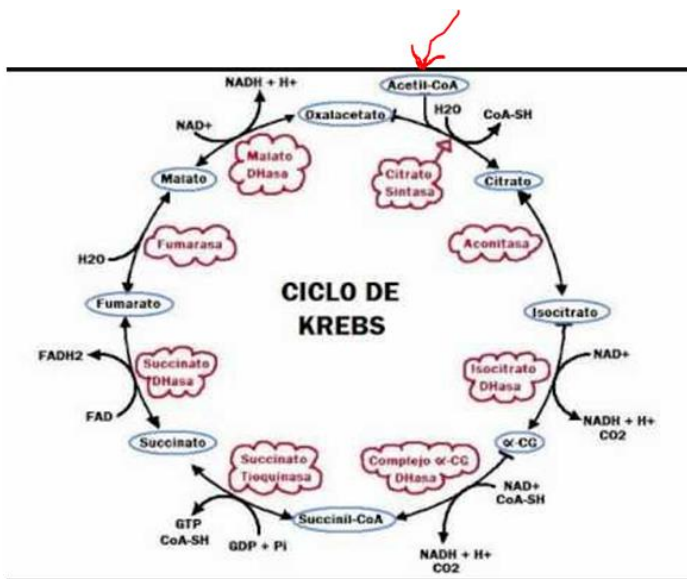 Acetil-CoA
H2O
CoA-SH
Oxalacetato
Citrato
Sintasa
Citrato
Aconitasa
Isocitrato
Isocitrato
DHasa
NAD+
NADH + H+
CO2
α-CG
Complejo α-CG
DHasa
NAD+
CoA-SH
NADH + H+
CO2
Succinil-CoA
Succinato
Tioquinasa
GDP + Pi
GTP
CoA-SH
Succinato
Succinato
DHasa
FAD
FADH2
Fumarato
Fumarasa
H2O
Malato
Malato
DHasa
NAD+
NADH + H+
CICLO DE
KREBS